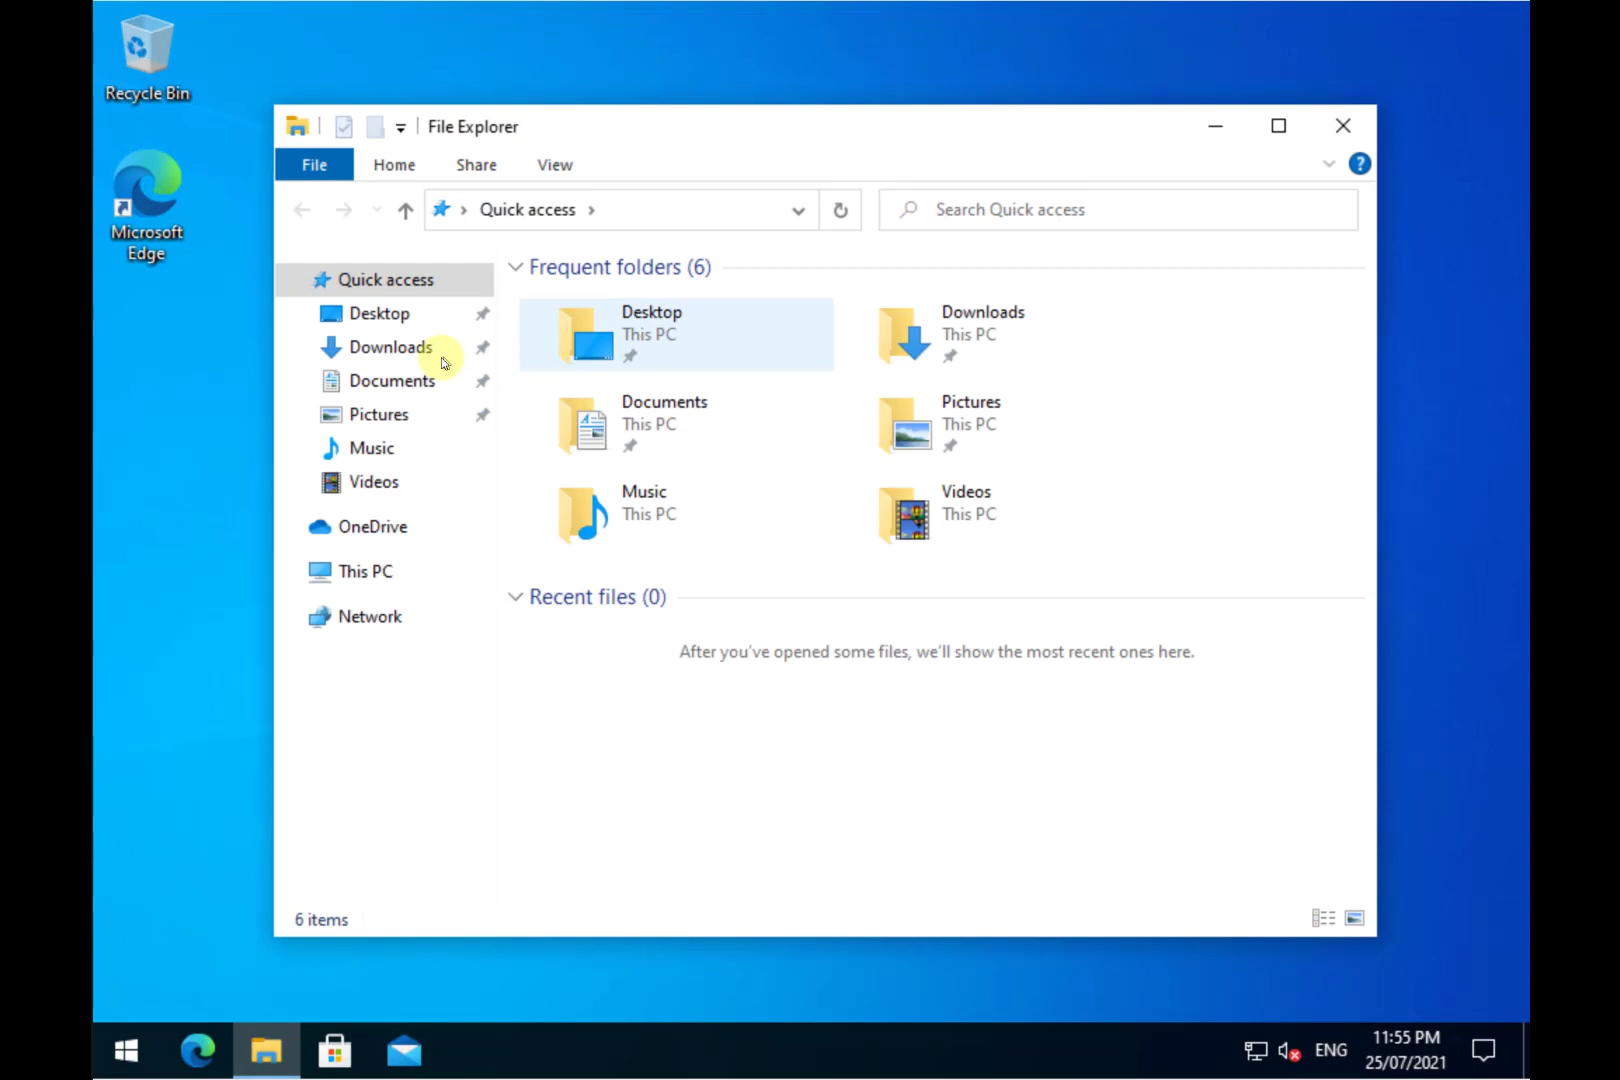 Recycle Bin
Microsoft
Edge
File Explorer
File
Home
Share
View
?
Quick access
Search Quick access
Quick access
Desktop
Downloads
Documents
Pictures
Music
Videos
OneDrive
This PC
Network
Frequent folders (6)
Desktop
This PC
Downloads
This PC
Documents
This PC
Pictures
This PC
Music
This PC
Videos
This PC
Recent files (0)
After you've opened some files, we'll show the most recent ones here.
6 items
ENG
11:55 PM
25/07/2021